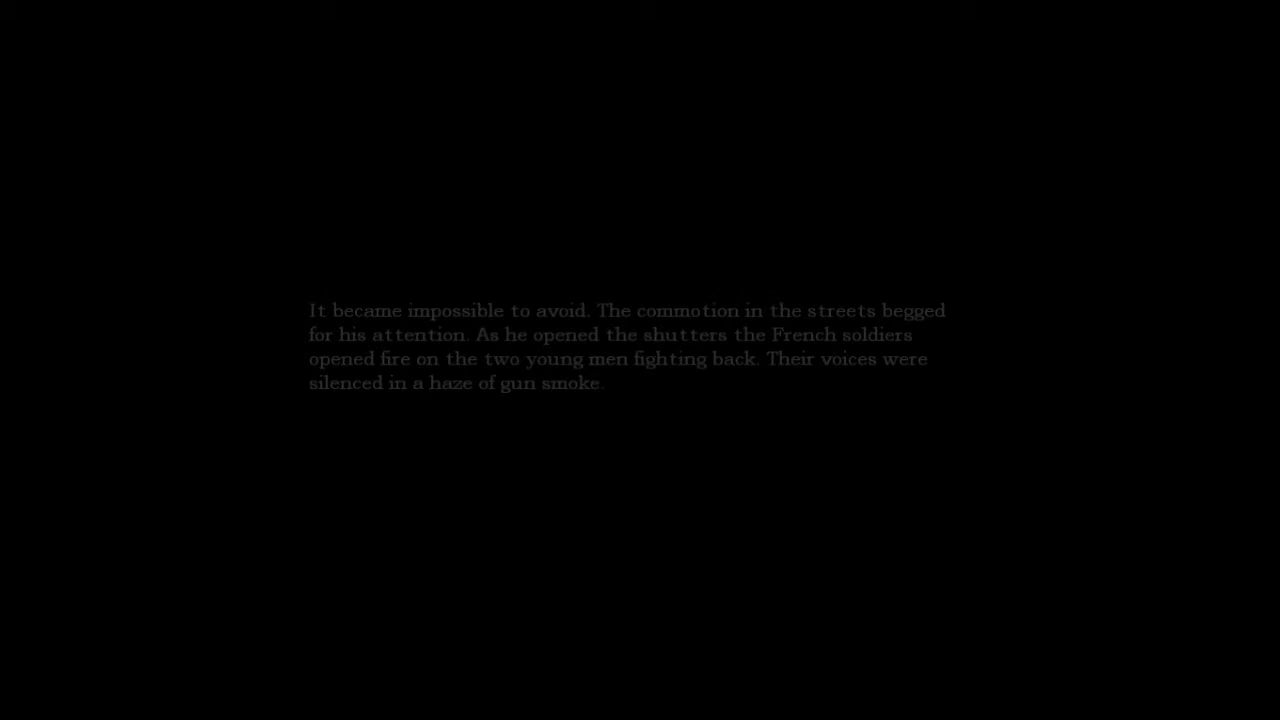 It became impossible to avoid. The commotion in the streets begged
for his attention. As he opened the shutters the French soldiers
opened fire on the two young men fighting back. Their voices were
silenced in a haze of gun smoke.